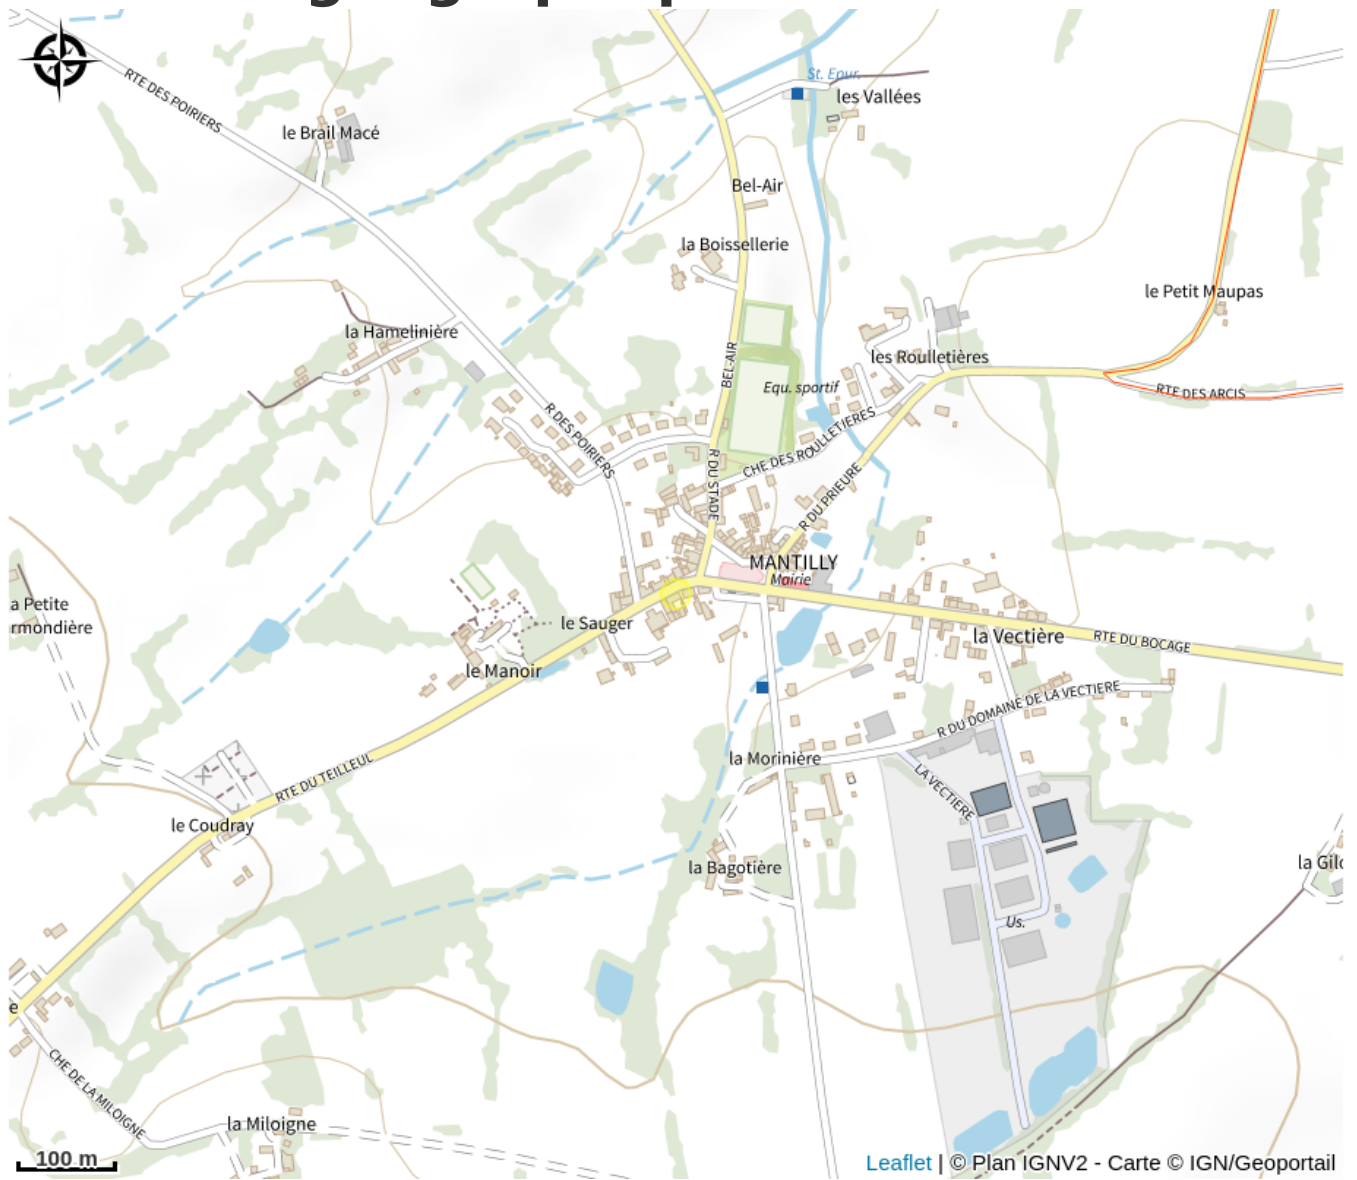 RTE DES POIRIERS
St. Epur.
les Vallées
le Brail Macé
Bel-Air
la Boissellerie
le Petit Maupas
la Hamelinière
les Roulletières
BEL-AIR
Equ. sportif
RTE DES ARCIS
R DES POIRIERS
CHE DES ROULLETIERES
R DU STADE
R DU PRIEURE
MANTILLY
Mairie
a Petite
rmondière
le Sauger
la Vectière
RTE DU BOCAGE
le Manoir
R DU DOMAINE DE LA VECTIERE
la Morinière
RTE DU TEILLEUL
LA VECTIERE
le Coudray
la Bagotière
la Gilo
Us.
e
CHE DE LA MILOIGNE
la Miloigne
100 m
Leaflet | © Plan IGNV2 - Carte © IGN/Geoportail